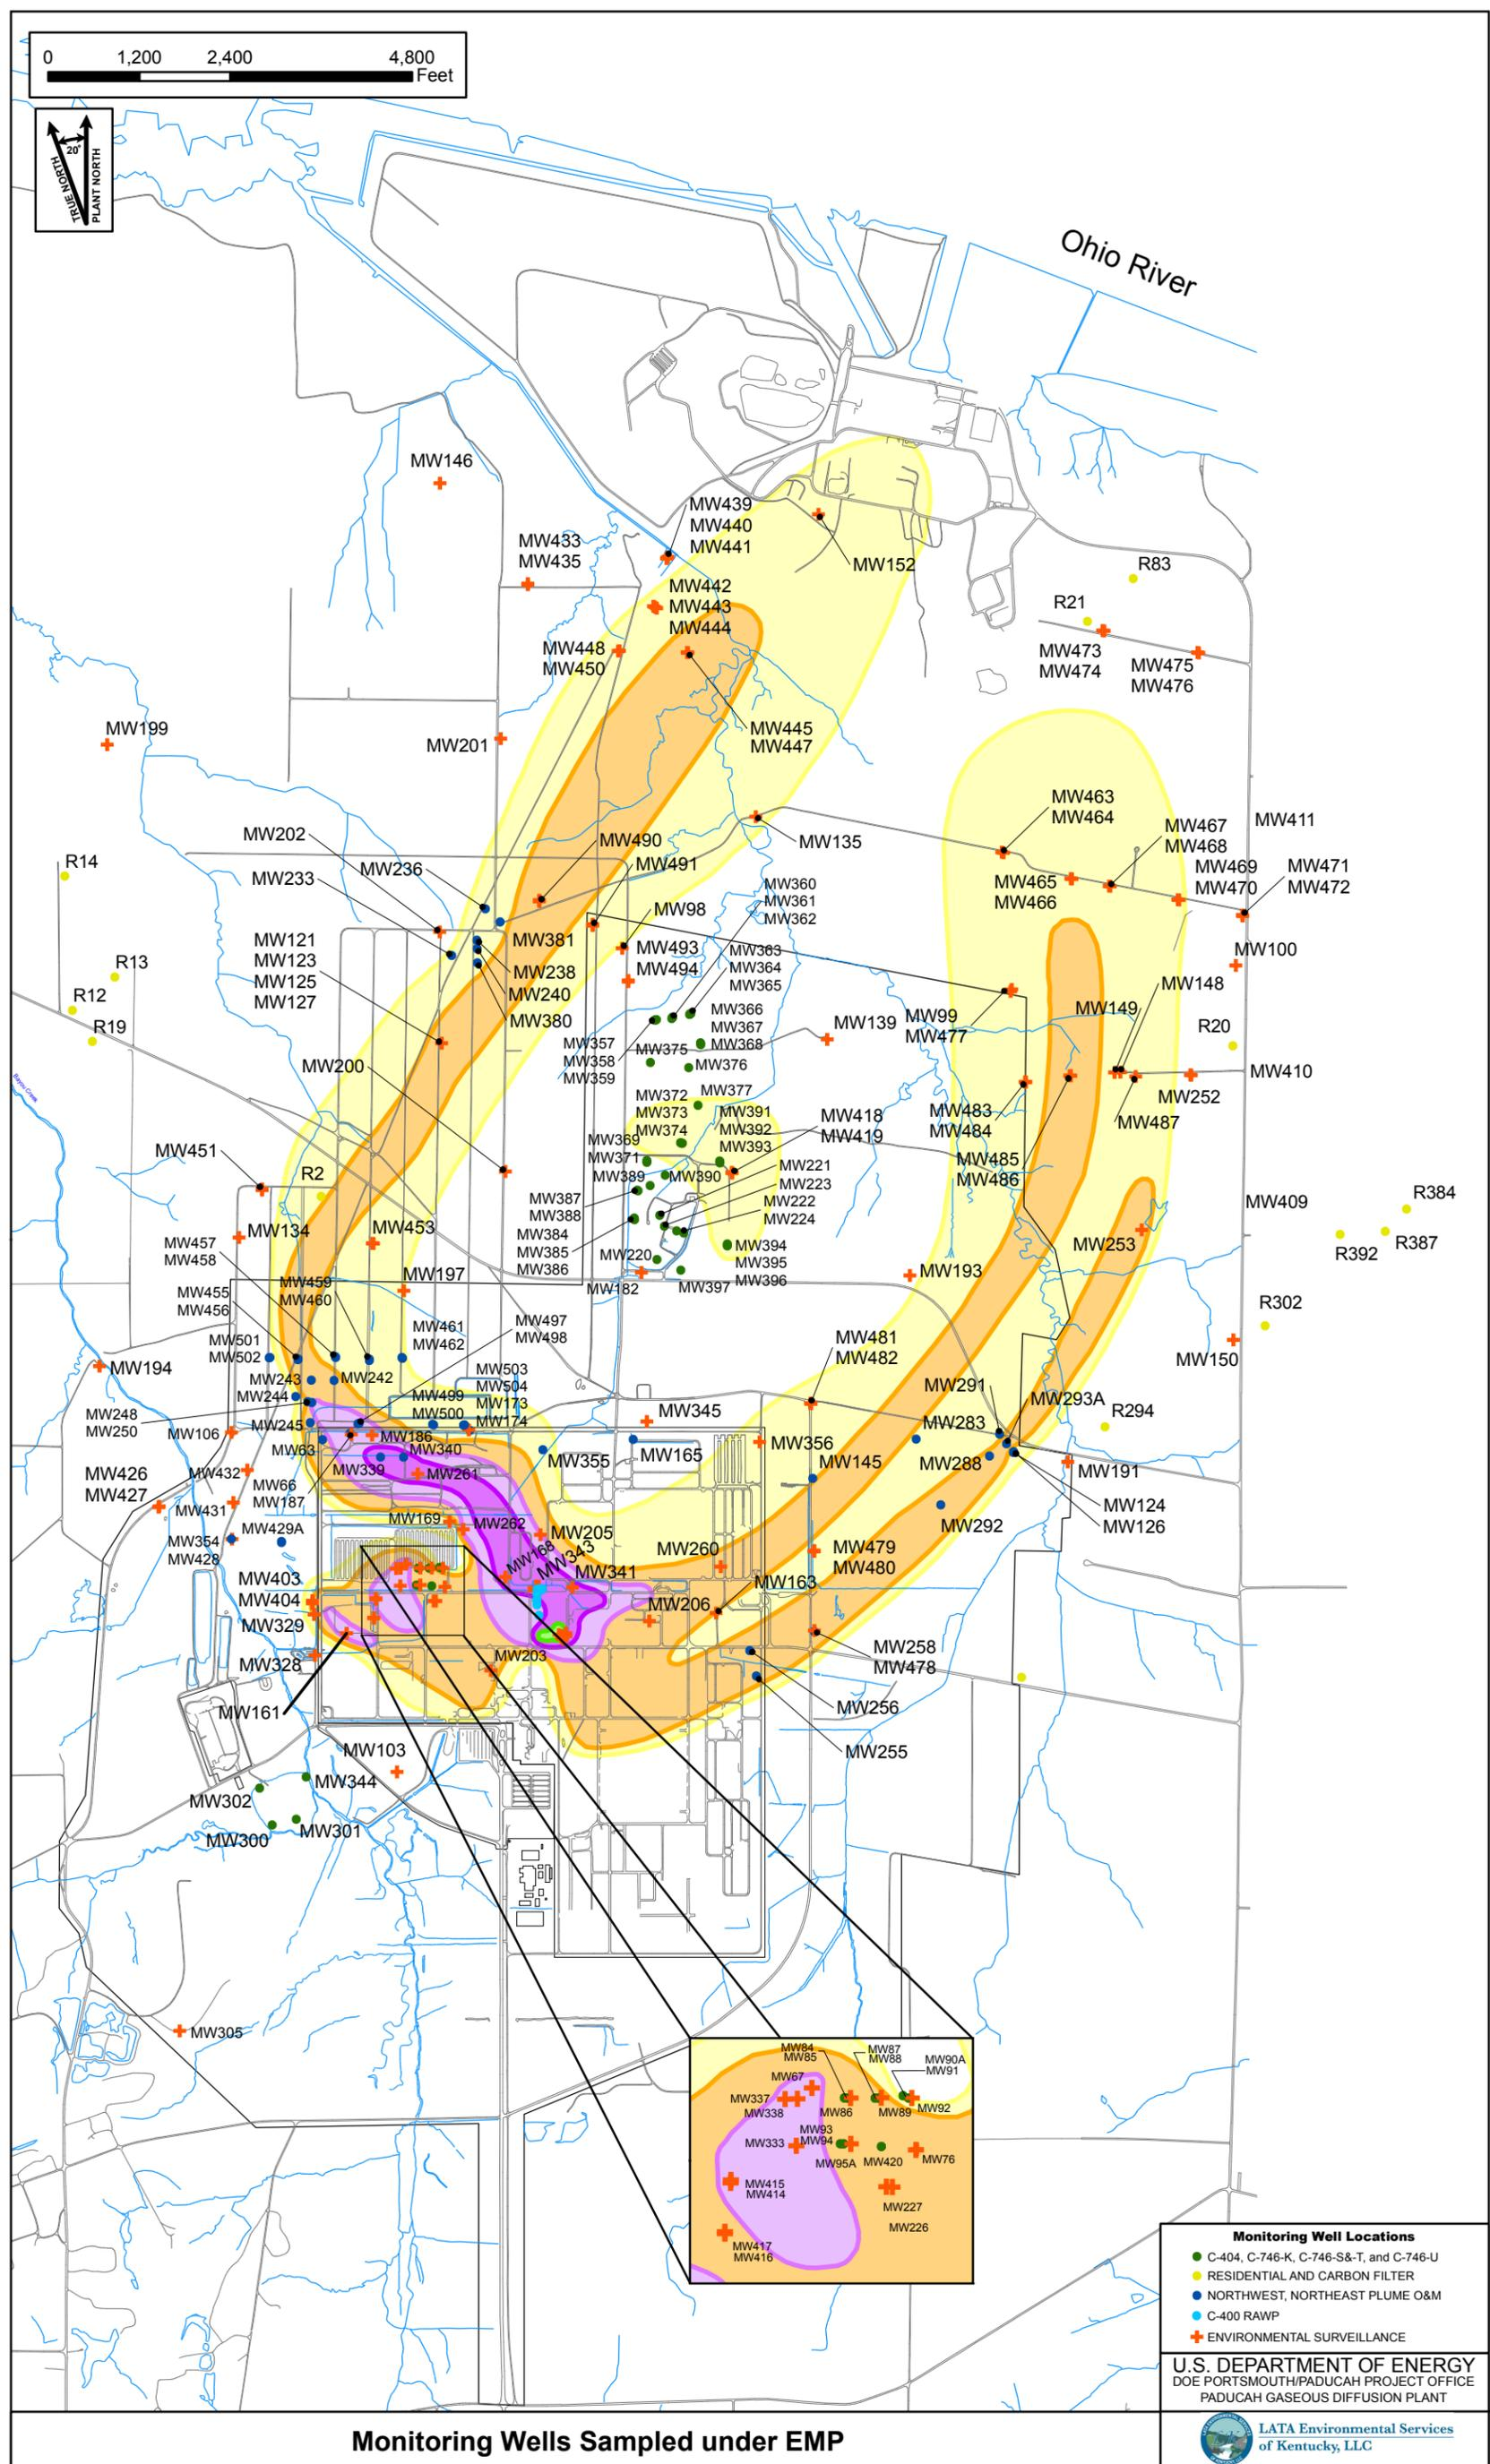 0 1,200 2,400 4,800
Feet
20°
TRUE NORTH
PLANT NORTH
Ohio River
MW146
MW439
MW440
MW441
MW433
MW435
MW152
R83
MW442
MW443
MW444
R21
MW448
MW450
MW473
MW474
MW475
MW476
MW199
MW201
MW445
MW447
MW463
MW464
MW411
MW202
MW490
MW135
MW467
MW468
R14
MW236
MW491
MW469
MW470
MW471
MW472
MW233
MW360
MW361
MW362
MW465
MW466
MW98
MW121
MW123
MW125
MW127
MW381
MW493
MW494
MW363
MW364
MW365
MW100
R13
MW238
MW240
MW380
MW148
R12
MW149
R19
MW366
MW367
MW368
MW139
MW99
MW477
R20
MW357
MW358
MW359
MW375
MW376
MW200
MW410
Bayou Creek
MW252
MW372
MW373
MW374
MW377
MW391
MW392
MW393
MW418
MW419
MW483
MW484
MW487
MW369
MW371
MW451
R2
MW389
MW390
MW221
MW223
MW222
MW224
MW485
MW486
MW387
MW388
MW409
R384
MW134
MW453
MW384
MW385
MW386
MW457
MW458
MW220
MW394
MW395
MW396
MW253
R392
R387
MW197
MW193
MW459
MW460
MW182
MW397
MW455
MW456
R302
MW461
MW462
MW497
MW498
MW501
MW502
MW481
MW482
MW194
MW150
MW243
MW242
MW503
MW504
MW173
MW174
MW244
MW499
MW500
MW291
MW293A
MW248
MW250
MW245
MW106
MW345
MW283
R294
MW186
MW63
MW340
MW355
MW165
MW356
MW145
MW288
MW191
MW339
MW261
MW432
MW426
MW427
MW66
MW187
MW431
MW124
MW126
MW169
MW262
MW292
MW354
MW428
MW429A
MW205
MW260
MW479
MW480
MW168
MW343
MW341
MW403
MW404
MW163
MW329
MW206
MW203
MW258
MW478
MW328
MW161
MW256
MW103
MW255
MW344
MW302
MW301
MW300
MW305
MW84
MW85
MW87
MW88
MW90A
MW91
MW67
MW337
MW338
MW86
MW89
MW92
MW93
MW94
MW333
MW95A
MW420
MW76
MW415
MW414
MW227
MW226
MW417
MW416
Monitoring Well Locations
C-404, C-746-K, C-746-S&-T, and C-746-U
RESIDENTIAL AND CARBON FILTER
NORTHWEST, NORTHEAST PLUME O&M
C-400 RAWP
ENVIRONMENTAL SURVEILLANCE
U.S. DEPARTMENT OF ENERGY
DOE PORTSMOUTH/PADUCAH PROJECT OFFICE
PADUCAH GASEOUS DIFFUSION PLANT
Monitoring Wells Sampled under EMP
LATA Environmental Services
of Kentucky, LLC